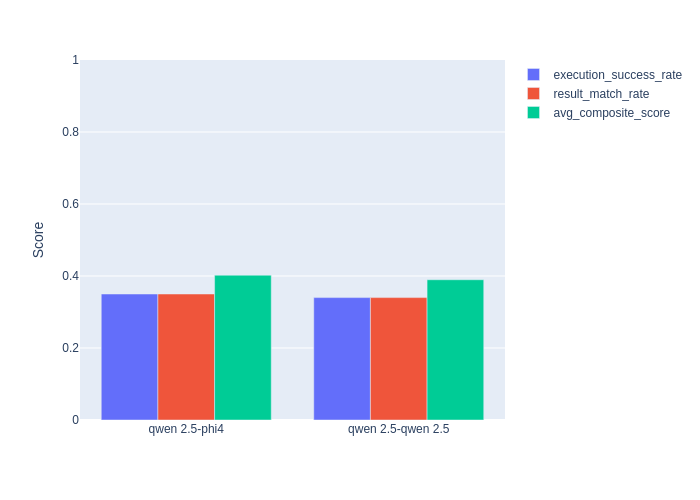 1
0.8
0.6
0.4
0.2
0
Score
qwen 2.5-phi4
qwen 2.5-qwen 2.5
execution_success_rate
result_match_rate
avg_composite_score